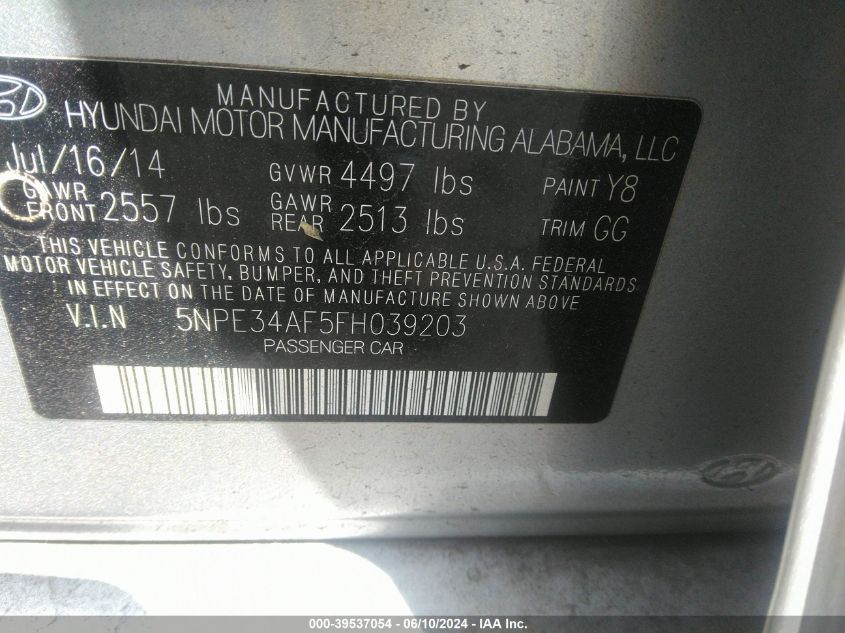 MANUFACTURED BY
HYUNDAI MOTOR MANUFACTURING ALABAMA, LLC
Jul/16/14 GVWR 4497 lbs PAINT Y8
GAWR FRONT 2557 lbs GAWR REAR 2513 lbs TRIM GG
THIS VEHICLE CONFORMS TO ALL APPLICABLE U.S.A. FEDERAL
MOTOR VEHICLE SAFETY, BUMPER, AND THEFT PREVENTION STANDARDS
IN EFFECT ON THE DATE OF MANUFACTURE SHOWN ABOVE
V.I.N 5NPE34AF5FH039203
PASSENGER CAR
000-39537054 - 06/10/2024 - IAA Inc.